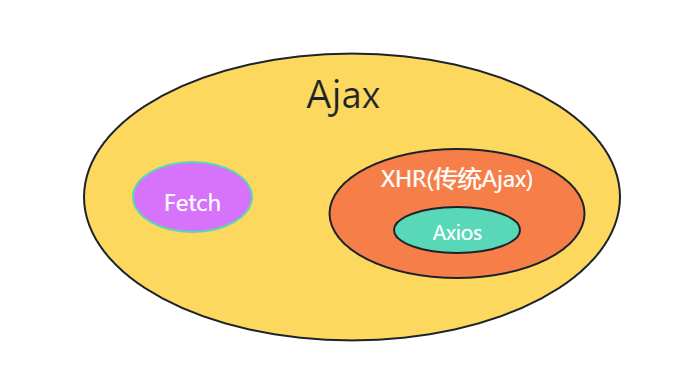 Ajax
XHR(传统Ajax)
Fetch
Axios